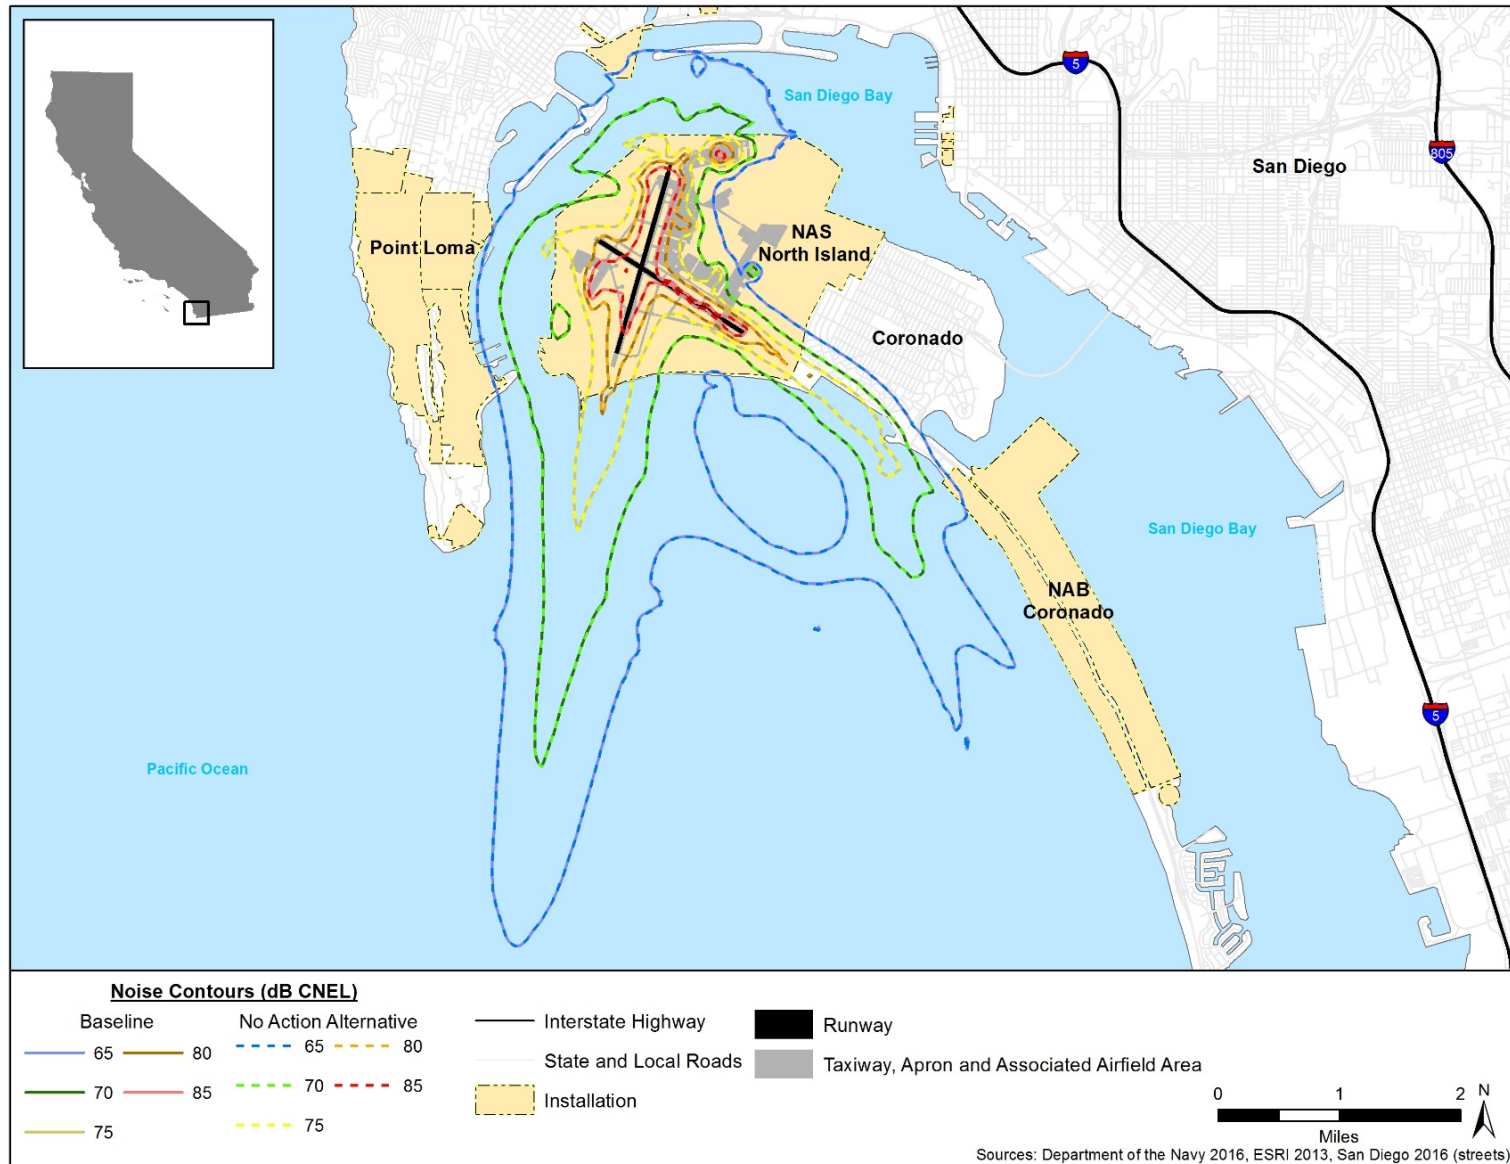 San Diego Bay
5
805
San Diego
Point Loma
NAS
North Island
Coronado
San Diego Bay
NAB
Coronado
5
Pacific Ocean
Noise Contours (dB CNEL)
Baseline
No Action Alternative
65
80
70
85
75
65
80
70
85
75
Interstate Highway
State and Local Roads
Installation
Runway
Taxiway, Apron and Associated Airfield Area
0 1 2
Miles
N
Sources: Department of the Navy 2016, ESRI 2013, San Diego 2016 (streets)